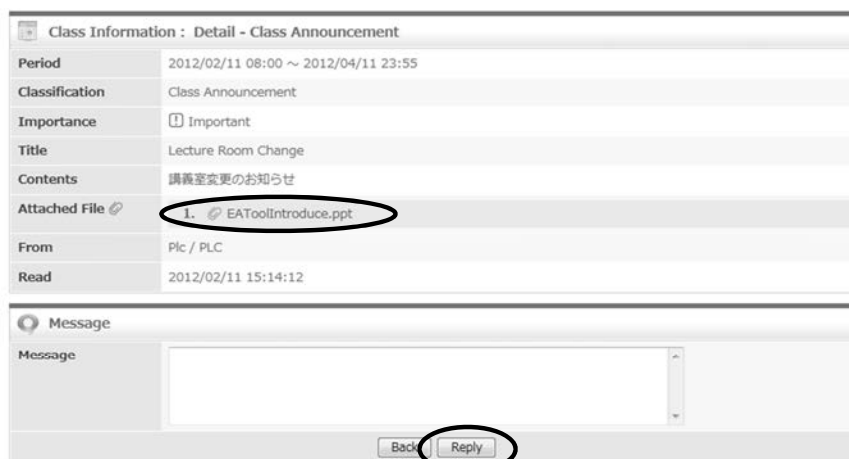 Class Information : Detail - Class Announcement
Period 2012/02/11 08:00 ～ 2012/04/11 23:55
Classification Class Announcement
Importance Important
Title Lecture Room Change
Contents 講義室変更のお知らせ
Attached File 1. EAToolIntroduce.ppt
From Plc / PLC
Read 2012/02/11 15:14:12
Message
Message
Back Reply